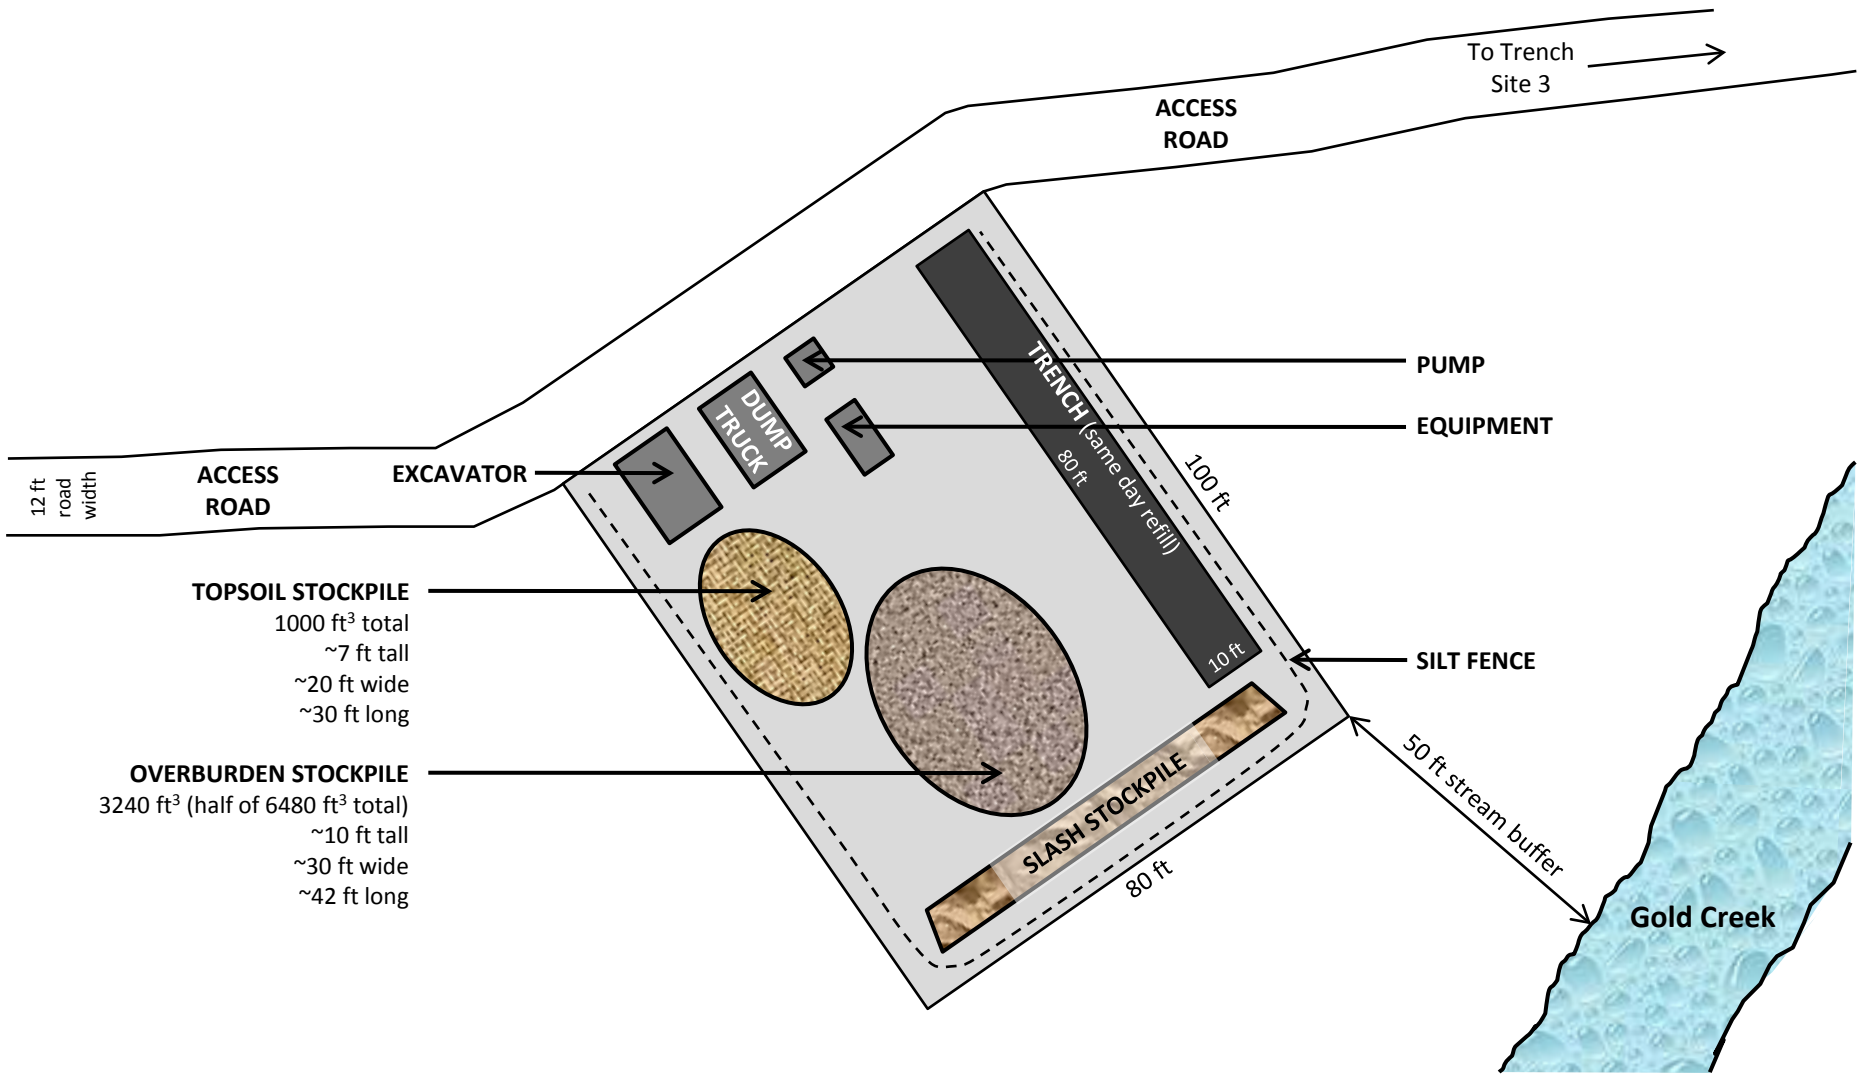 To Trench
Site 3
ACCESS
ROAD
PUMP
EQUIPMENT
TRENCH (same day refill)
80 ft
10 ft
100 ft
DUMP
TRUCK
EXCAVATOR
ACCESS
ROAD
12 ft
road
width
TOPSOIL STOCKPILE
1000 ft³ total
~7 ft tall
~20 ft wide
~30 ft long
SILT FENCE
OVERBURDEN STOCKPILE
3240 ft³ (half of 6480 ft³ total)
~10 ft tall
~30 ft wide
~42 ft long
SLASH STOCKPILE
80 ft
50 ft stream buffer
Gold Creek